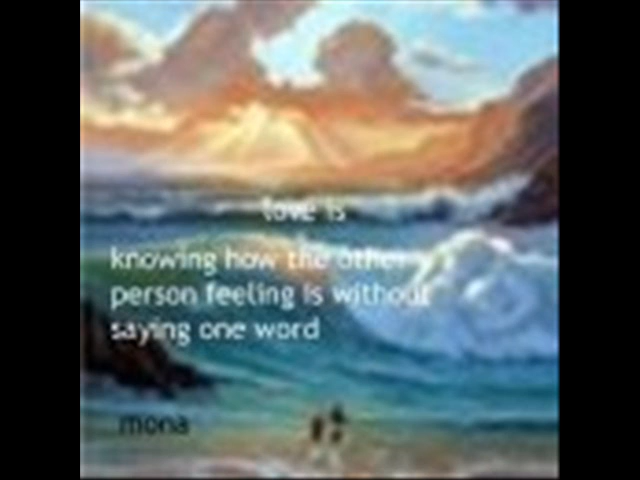 love is
knowing how the other
person feeling is without
saying one word
mona